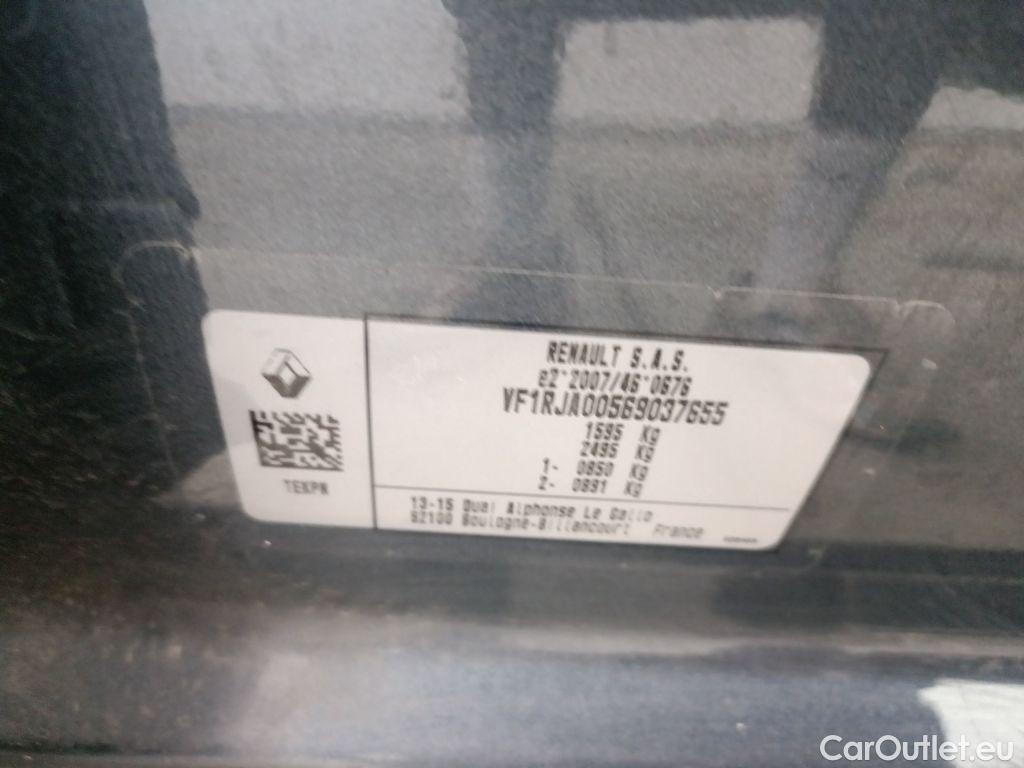 RENAULT S.A.S.
e2*2007/46*0676
VF1RJA00569037655
1595 Kg
2495 Kg
1- 0850 Kg
2- 0891 Kg
TEKPN
13-15 Quai Alphonse Le Gallo
92100 Boulogne-Billancourt France
CarOutlet.eu